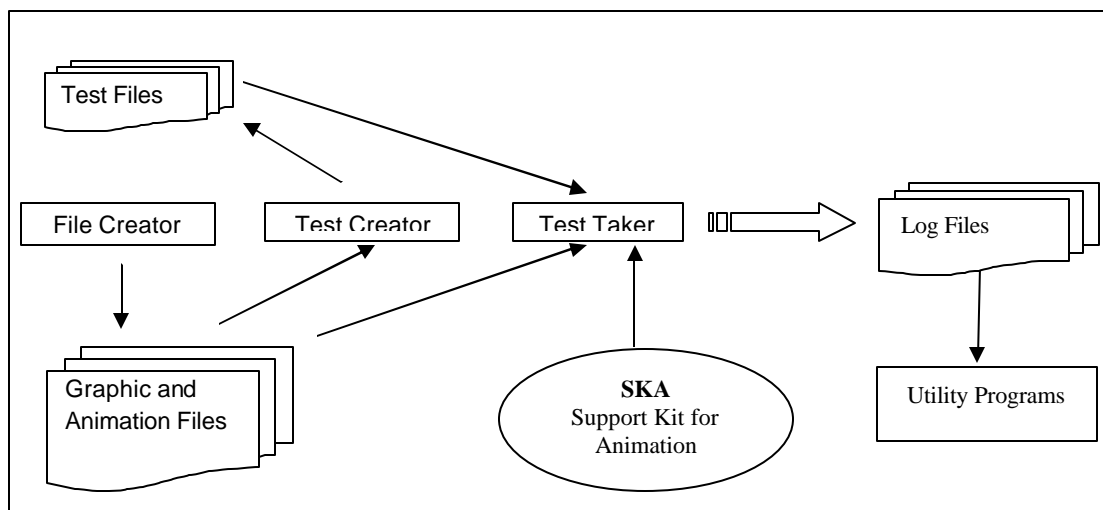 Test Files
File Creator
Test Creator
Test Taker
Log Files
Graphic and
Animation Files
SKA
Support Kit for
Animation
Utility Programs